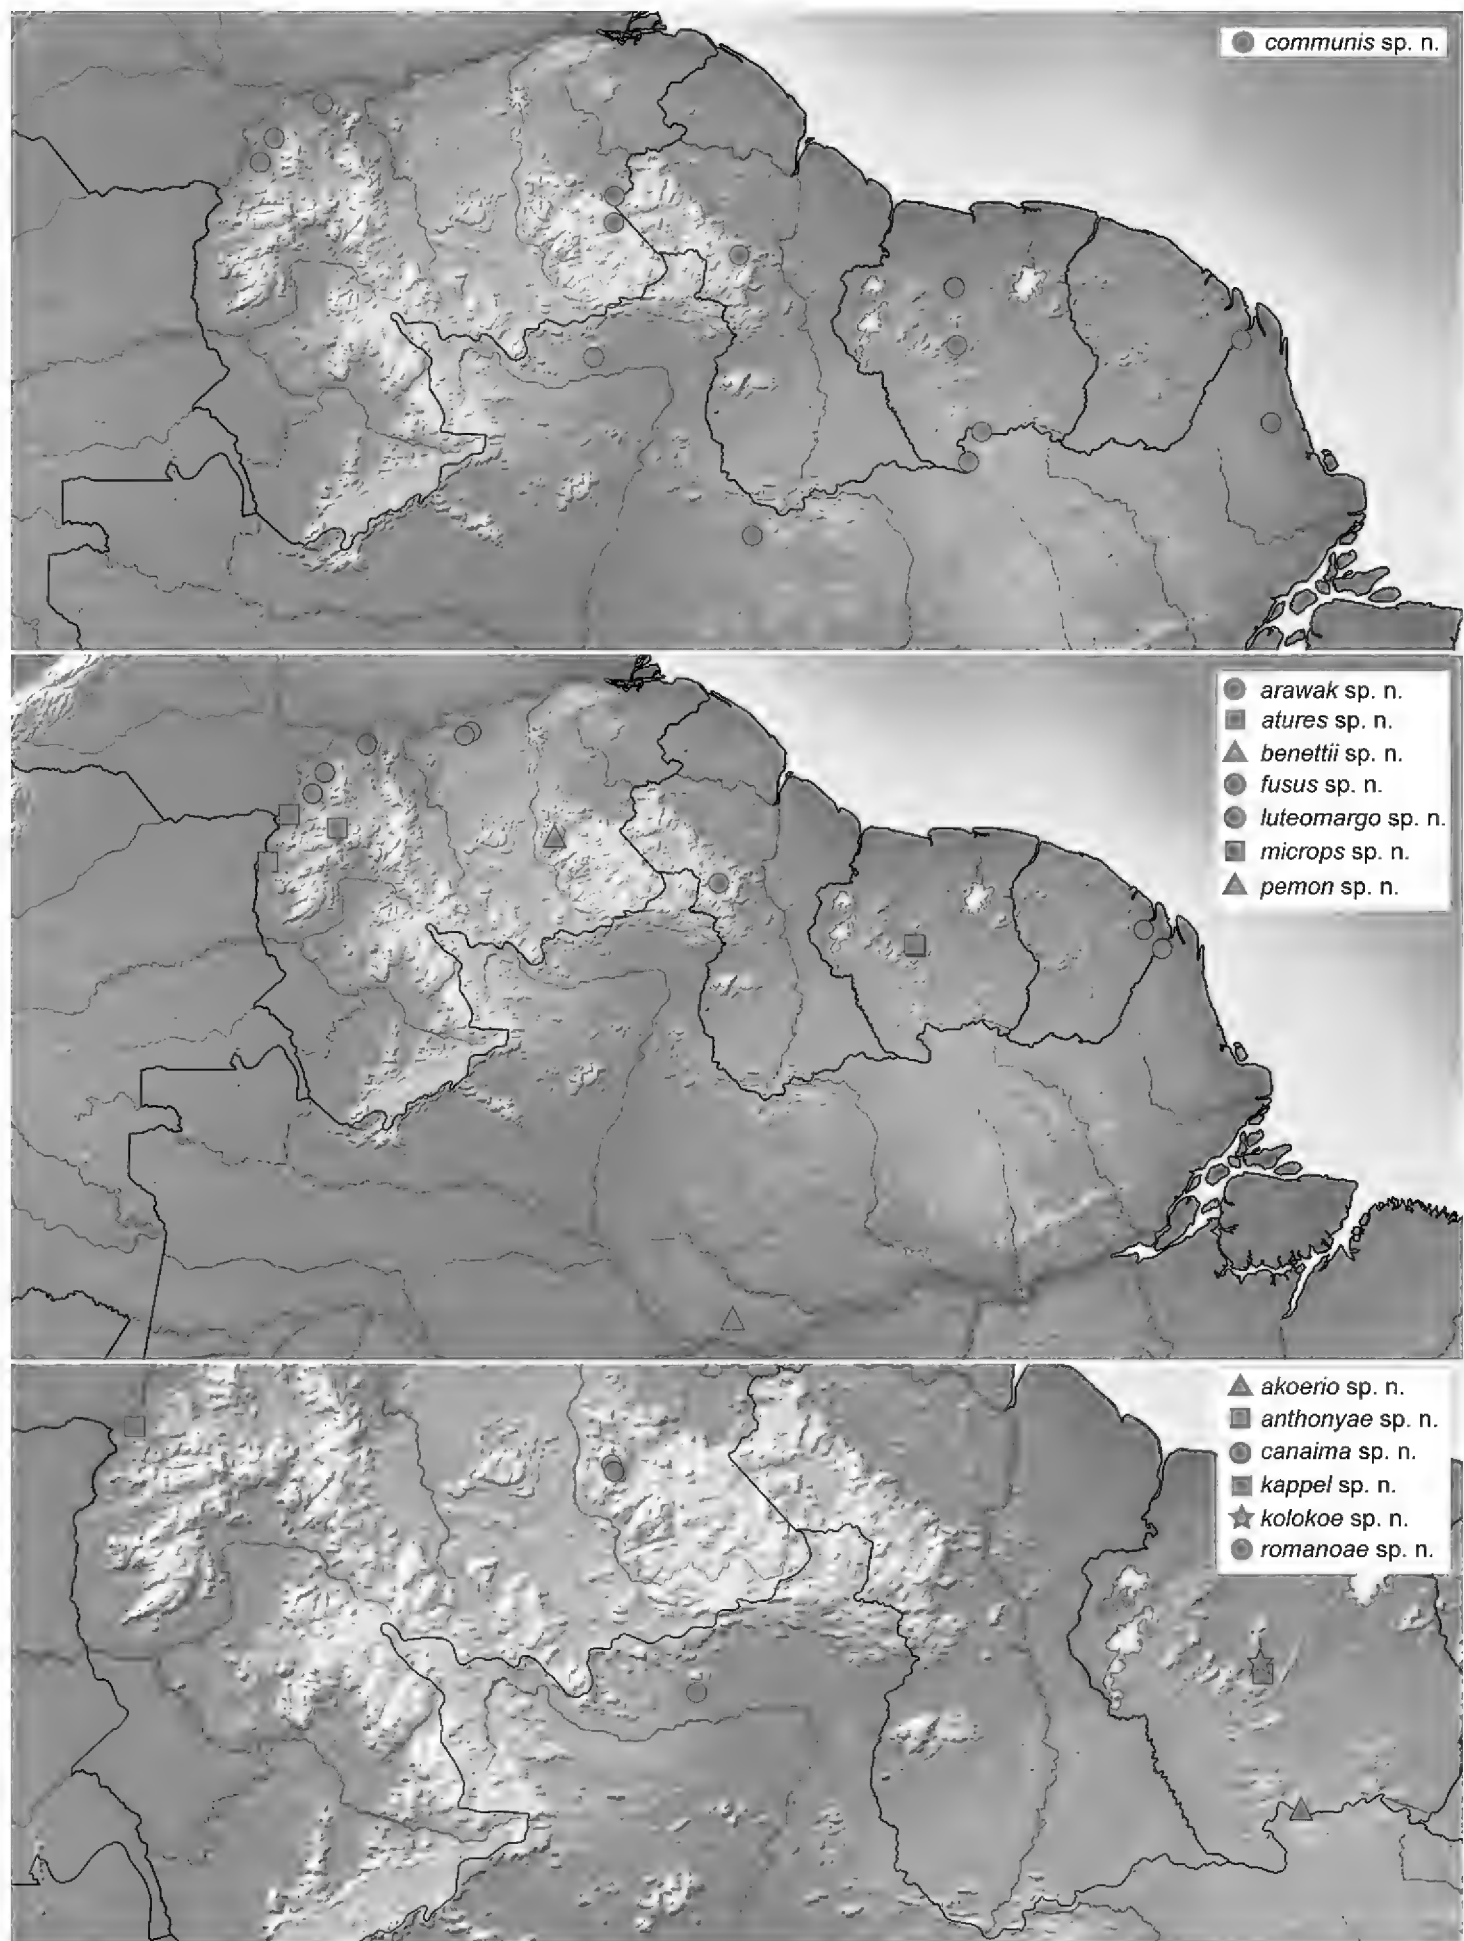 communis sp. n.
arawak sp. n.
atures sp. n.
benettii sp. n.
fusus sp. n.
luteomargo sp. n.
microps sp. n.
pemon sp. n.
akoerio sp. n.
anthonyae sp. n.
canaima sp. n.
kappel sp. n.
kolokoe sp. n.
romanoae sp. n.